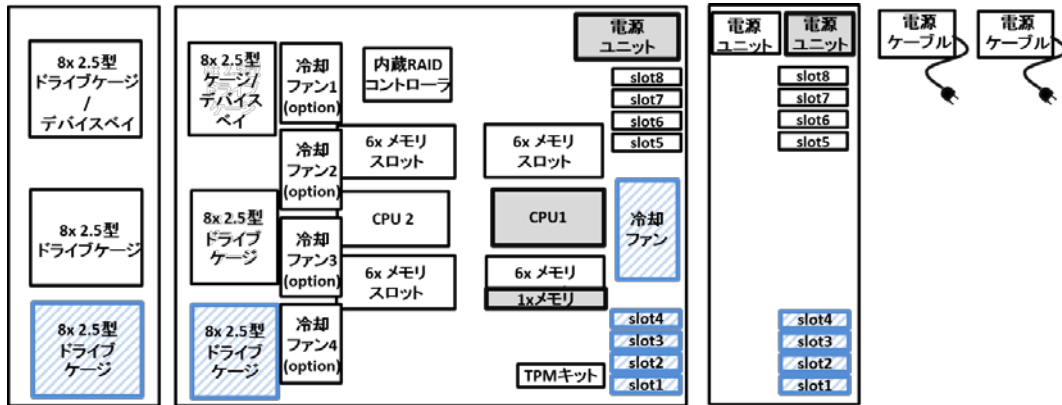 8x 2.5型
ドライブケージ
/
デバイスベイ
8x 2.5型
ドライブケージ
8x 2.5型
ドライブ
ケージ
8x 2.5型
ケージ/
デバイス
ベイ
8x 2.5型
ドライブ
ケージ
8x 2.5型
ドライブ
ケージ
冷却
ファン1
(option)
冷却
ファン2
(option)
冷却
ファン3
(option)
冷却
ファン4
(option)
内蔵RAID
コントローラ
6x メモリ
スロット
CPU 2
6x メモリ
スロット
6x メモリ
スロット
CPU1
6x メモリ
1xメモリ
TPMキット
電源
ユニット
slot8
slot7
slot6
slot5
冷却
ファン
slot4
slot3
slot2
slot1
電源
ユニット
電源
ユニット
slot8
slot7
slot6
slot5
slot4
slot3
slot2
slot1
電源
ケーブル
電源
ケーブル